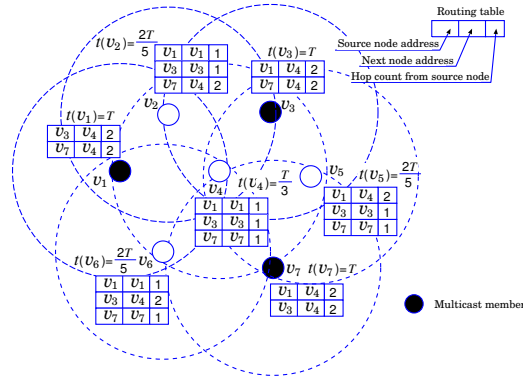 Routing table
Source node address
Next node address
Hop count from source node
t(v2)=2T/5
v1 v1 1
v3 v3 1
v7 v4 2
v2
t(v3)=T
v1 v4 2
v7 v4 2
v3
t(v1)=T
v3 v4 2
v7 v4 2
v1
v4
t(v4)=T/3
v1 v1 1
v3 v3 1
v7 v7 1
v5
t(v5)=2T/5
v1 v4 2
v3 v3 1
v7 v7 1
t(v6)=2T/5
v6
v1 v1 1
v3 v4 2
v7 v7 1
v7 t(v7)=T
v1 v4 2
v3 v4 2
Multicast member